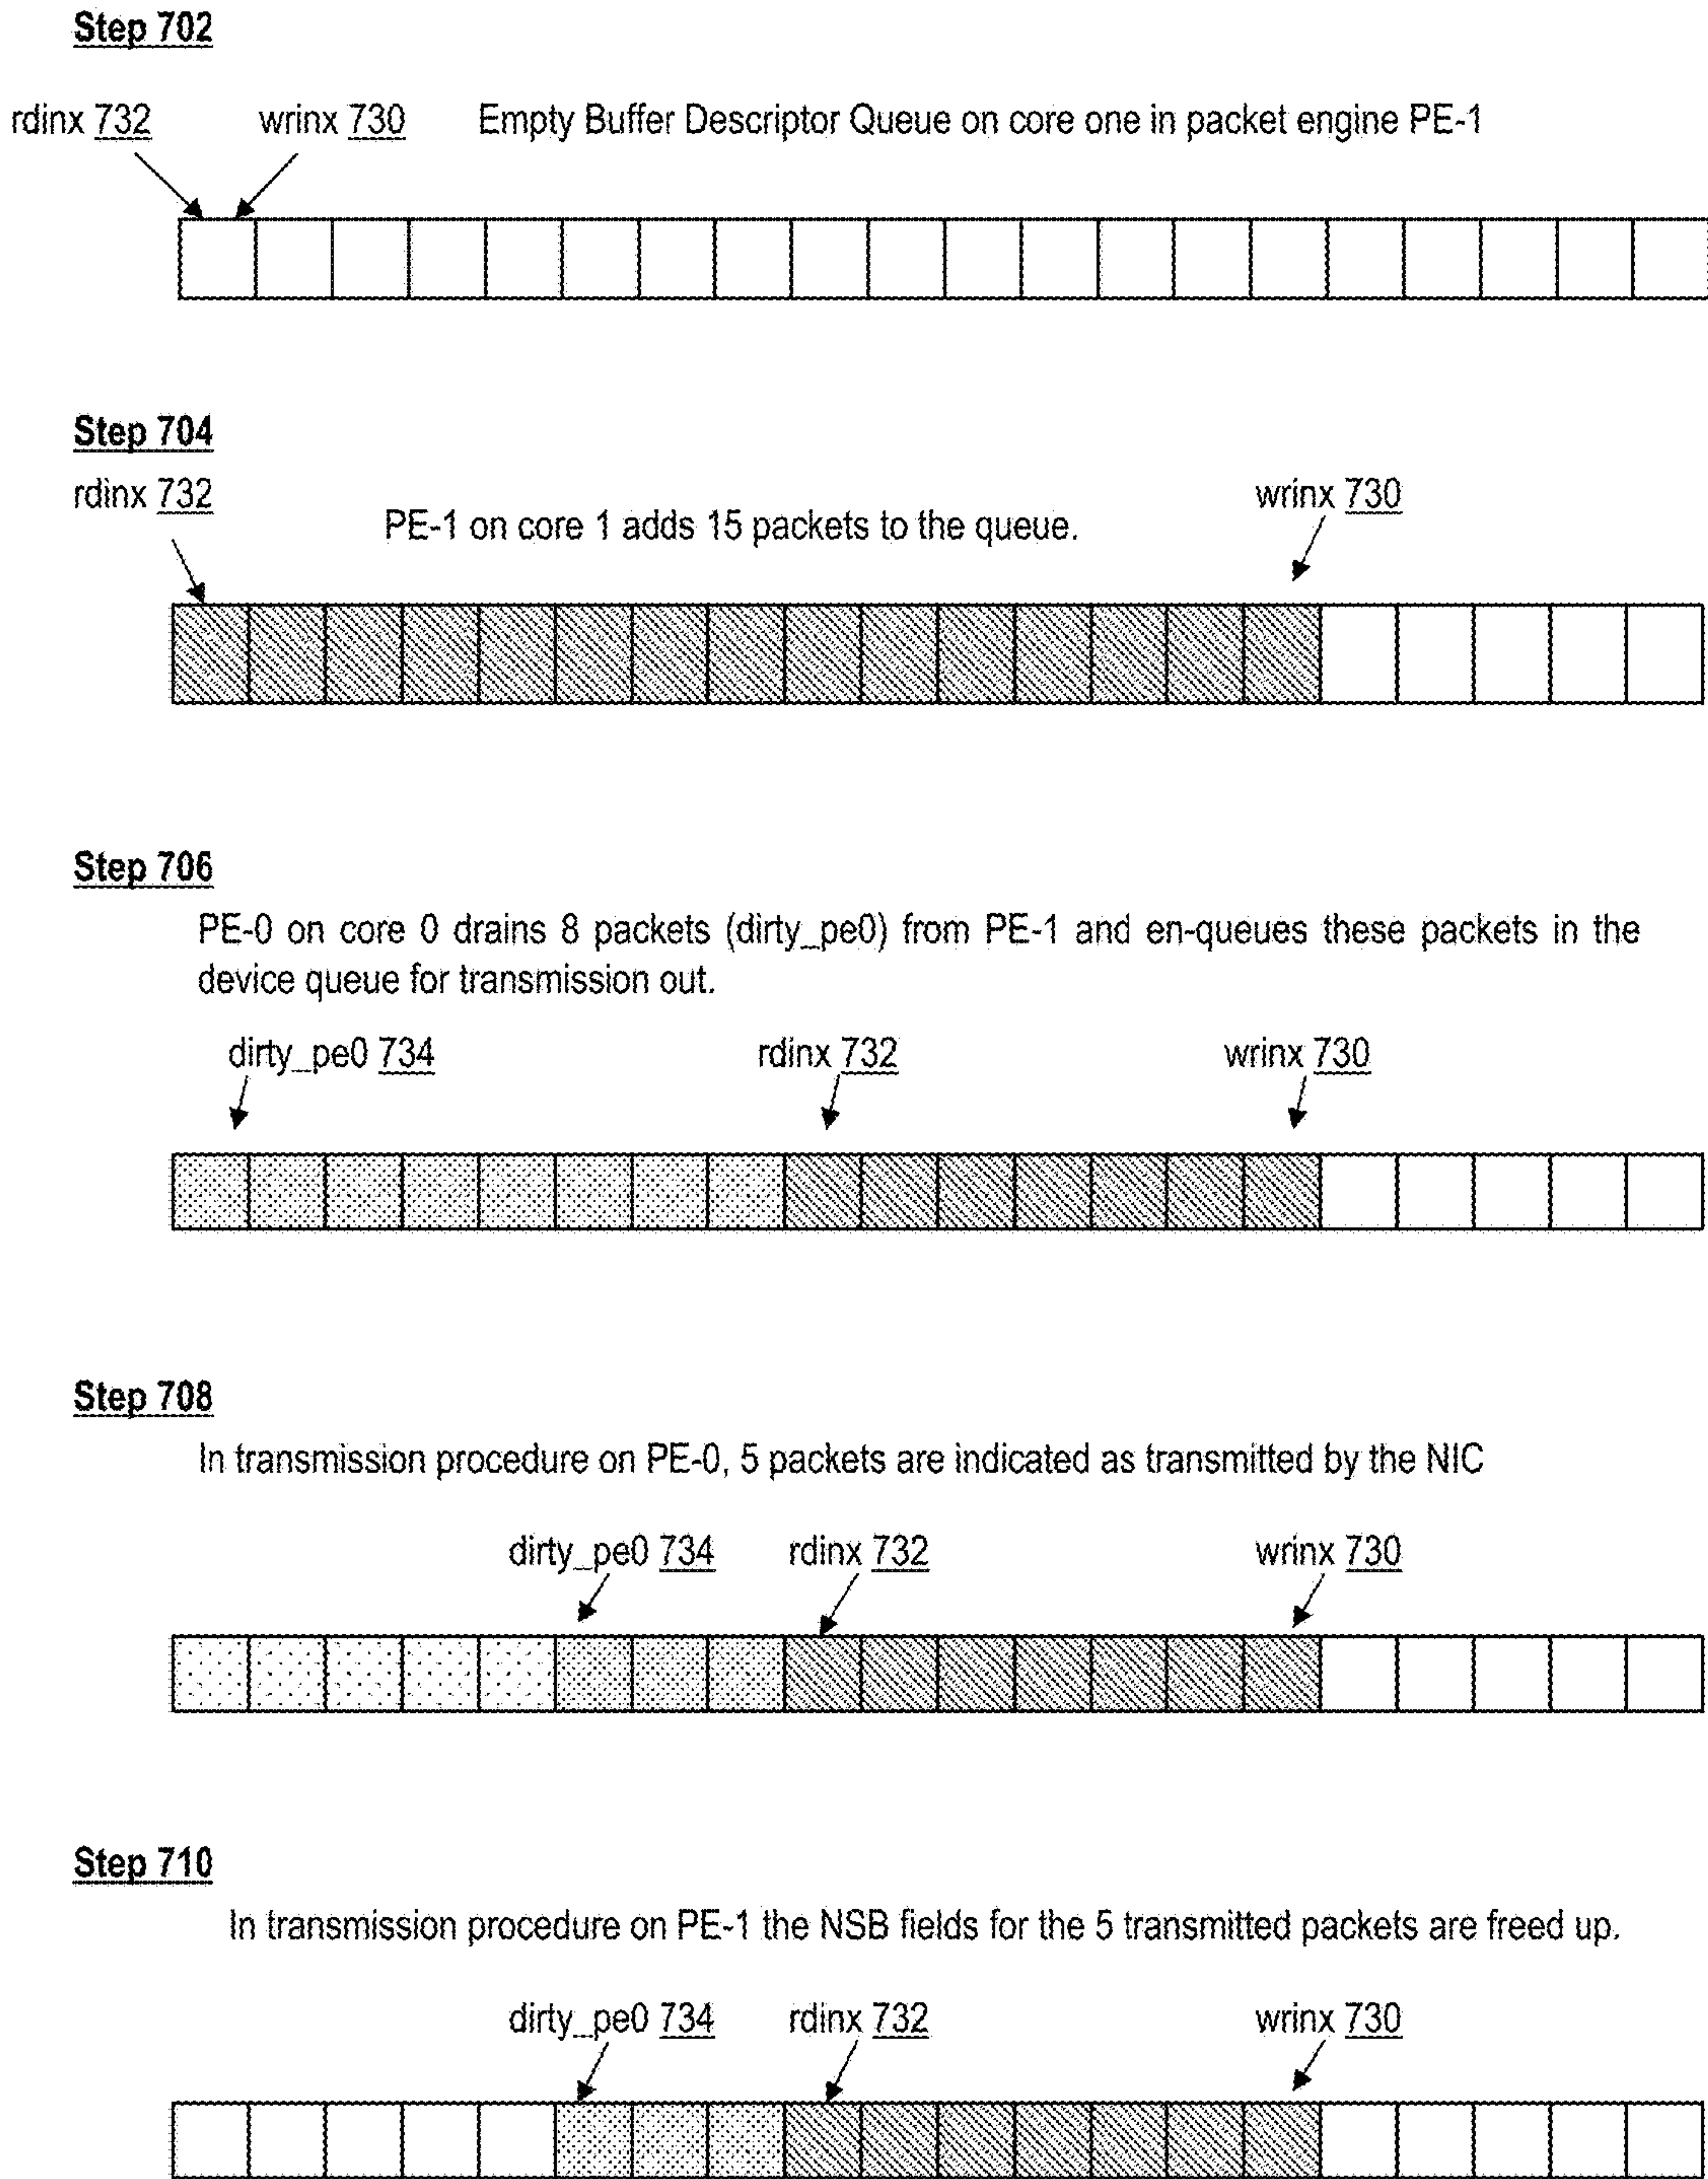 Step 702
rdinx 732 wrinx 730 Empty Buffer Descriptor Queue on core one in packet engine PE-1
Step 704
rdinx 732 wrinx 730
PE-1 on core 1 adds 15 packets to the queue.
Step 706
PE-0 on core 0 drains 8 packets (dirty_pe0) from PE-1 and en-queues these packets in the
device queue for transmission out.
dirty_pe0 734 rdinx 732 wrinx 730
Step 708
In transmission procedure on PE-0, 5 packets are indicated as transmitted by the NIC
dirty_pe0 734 rdinx 732 wrinx 730
Step 710
In transmission procedure on PE-1 the NSB fields for the 5 transmitted packets are freed up.
dirty_pe0 734 rdinx 732 wrinx 730